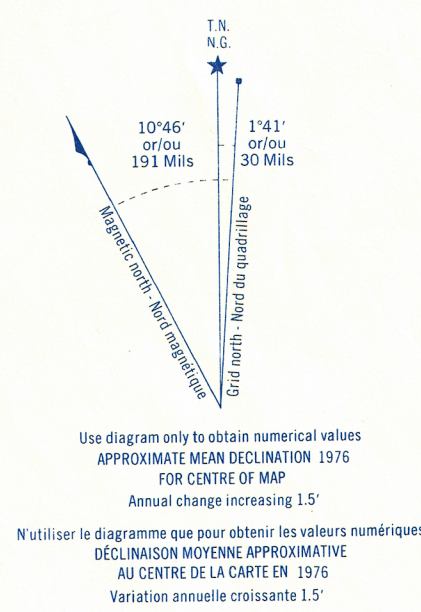 T.N.
N.G.
10°46′
or/ou
191 Mils
1°41′
or/ou
30 Mils
Magnetic north - Nord magnétique
Grid north - Nord du quadrillage
Use diagram only to obtain numerical values
APPROXIMATE MEAN DECLINATION 1976
FOR CENTRE OF MAP
Annual change increasing 1.5′
N'utiliser le diagramme que pour obtenir les valeurs numériques
DÉCLINAISON MOYENNE APPROXIMATIVE
AU CENTRE DE LA CARTE EN 1976
Variation annuelle croissante 1.5′